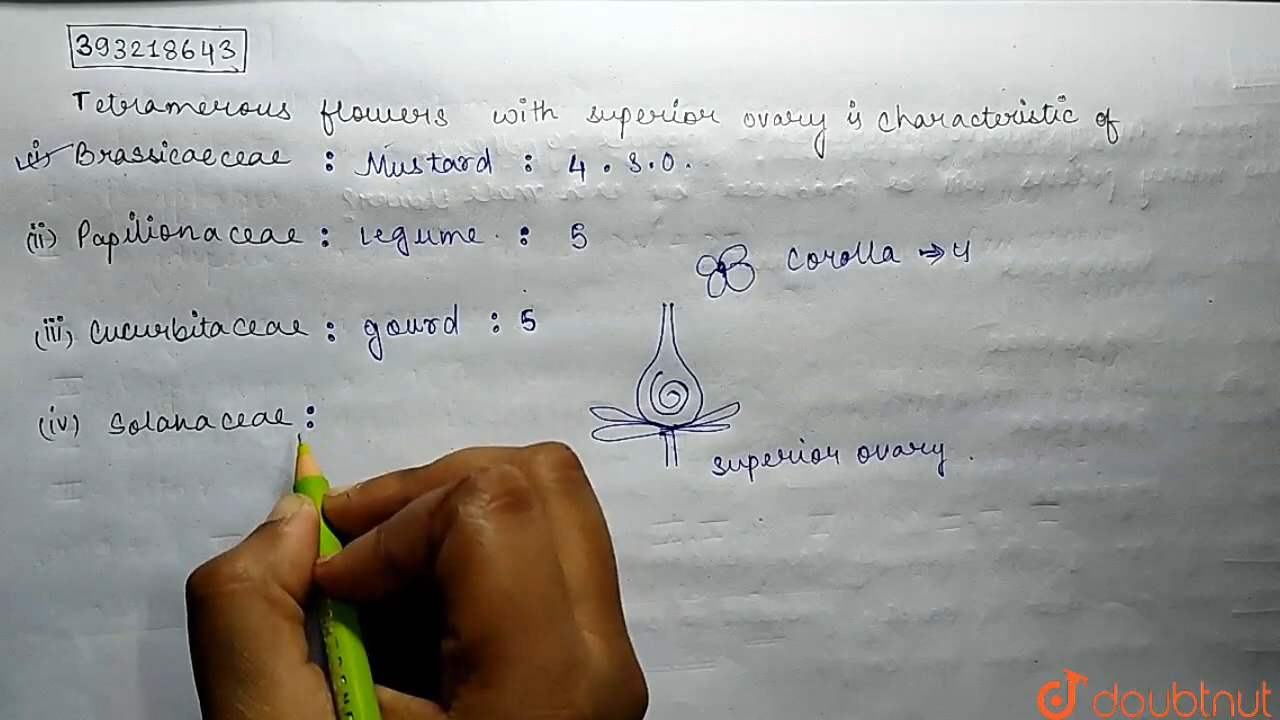 393218643
Tetramerous flowers with superior ovary is characteristic of
(i) Brassicaeceae : Mustard : 4 . S.O.
(ii) Papilionaceae : legume : 5
corolla → 4
(iii) Cucurbitaceae : gourd : 5
(iv) Solanaceae :
superior ovary .
doubtnut